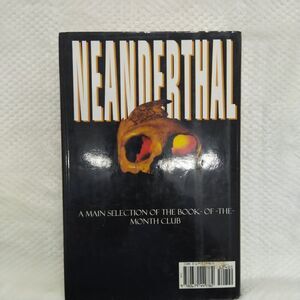 NEANDERTHAL
A MAIN SELECTION OF THE BOOK- OF -THE-
MONTH CLUB